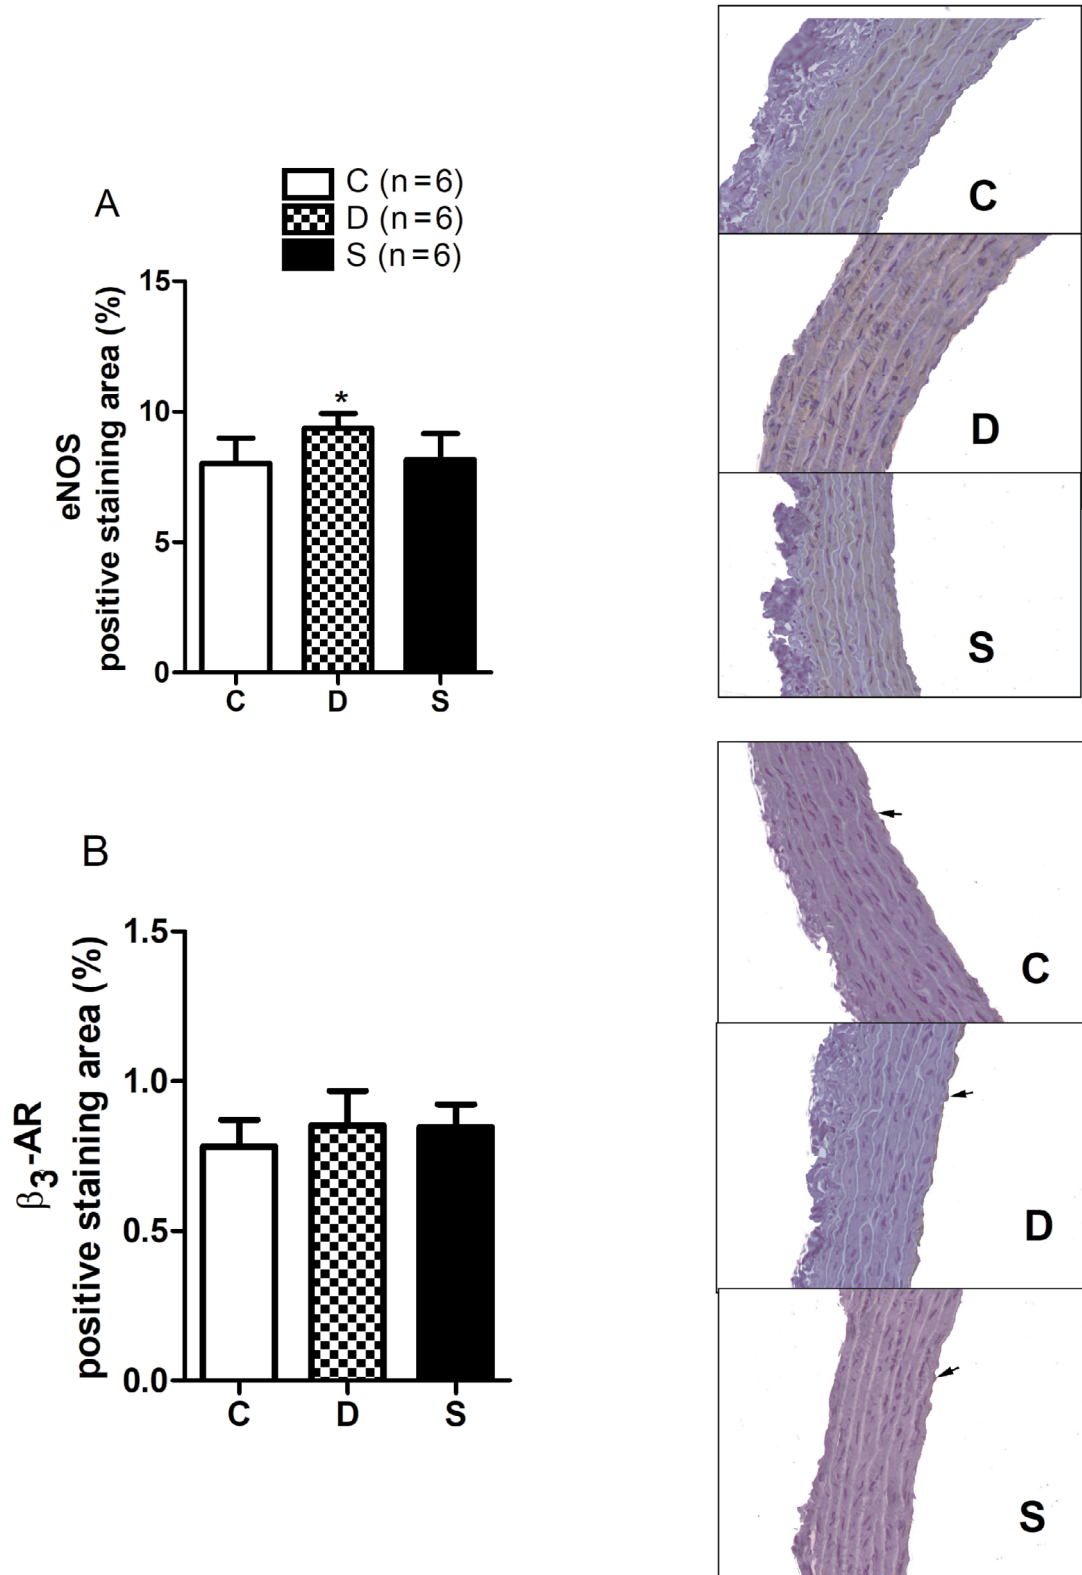 A
C (n=6)
D (n=6)
S (n=6)
eNOS
positive staining area (%)
15
10
5
0
*
C
D
S
C
D
S
B
β3-AR
positive staining area (%)
1.5
1.0
0.5
0.0
C
D
S
C
D
S